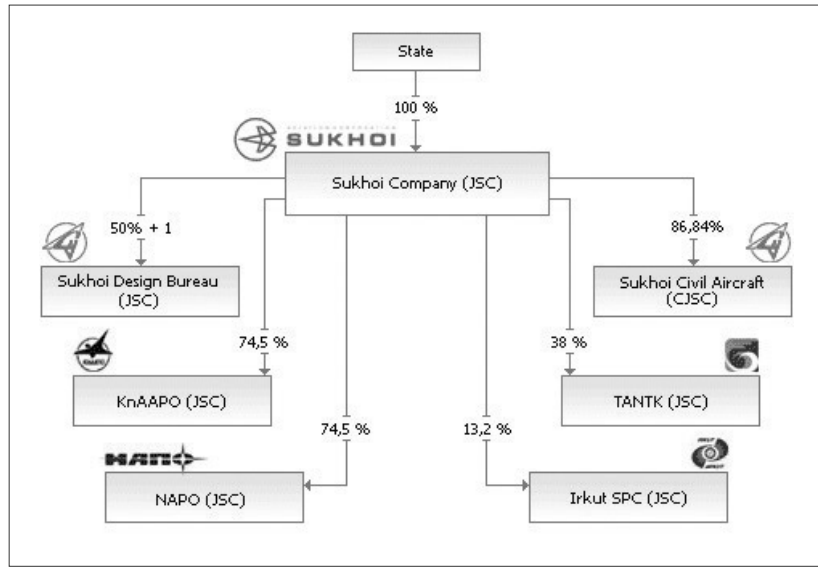 State
100 %
SUKHOI
Sukhoi Company (JSC)
50% + 1
86,84%
Sukhoi Design Bureau
(JSC)
Sukhoi Civil Aircraft
(CJSC)
74,5 %
38 %
KnAAPO (JSC)
TANTK (JSC)
74,5 %
13,2 %
НАПО
NAPO (JSC)
Irkut SPC (JSC)